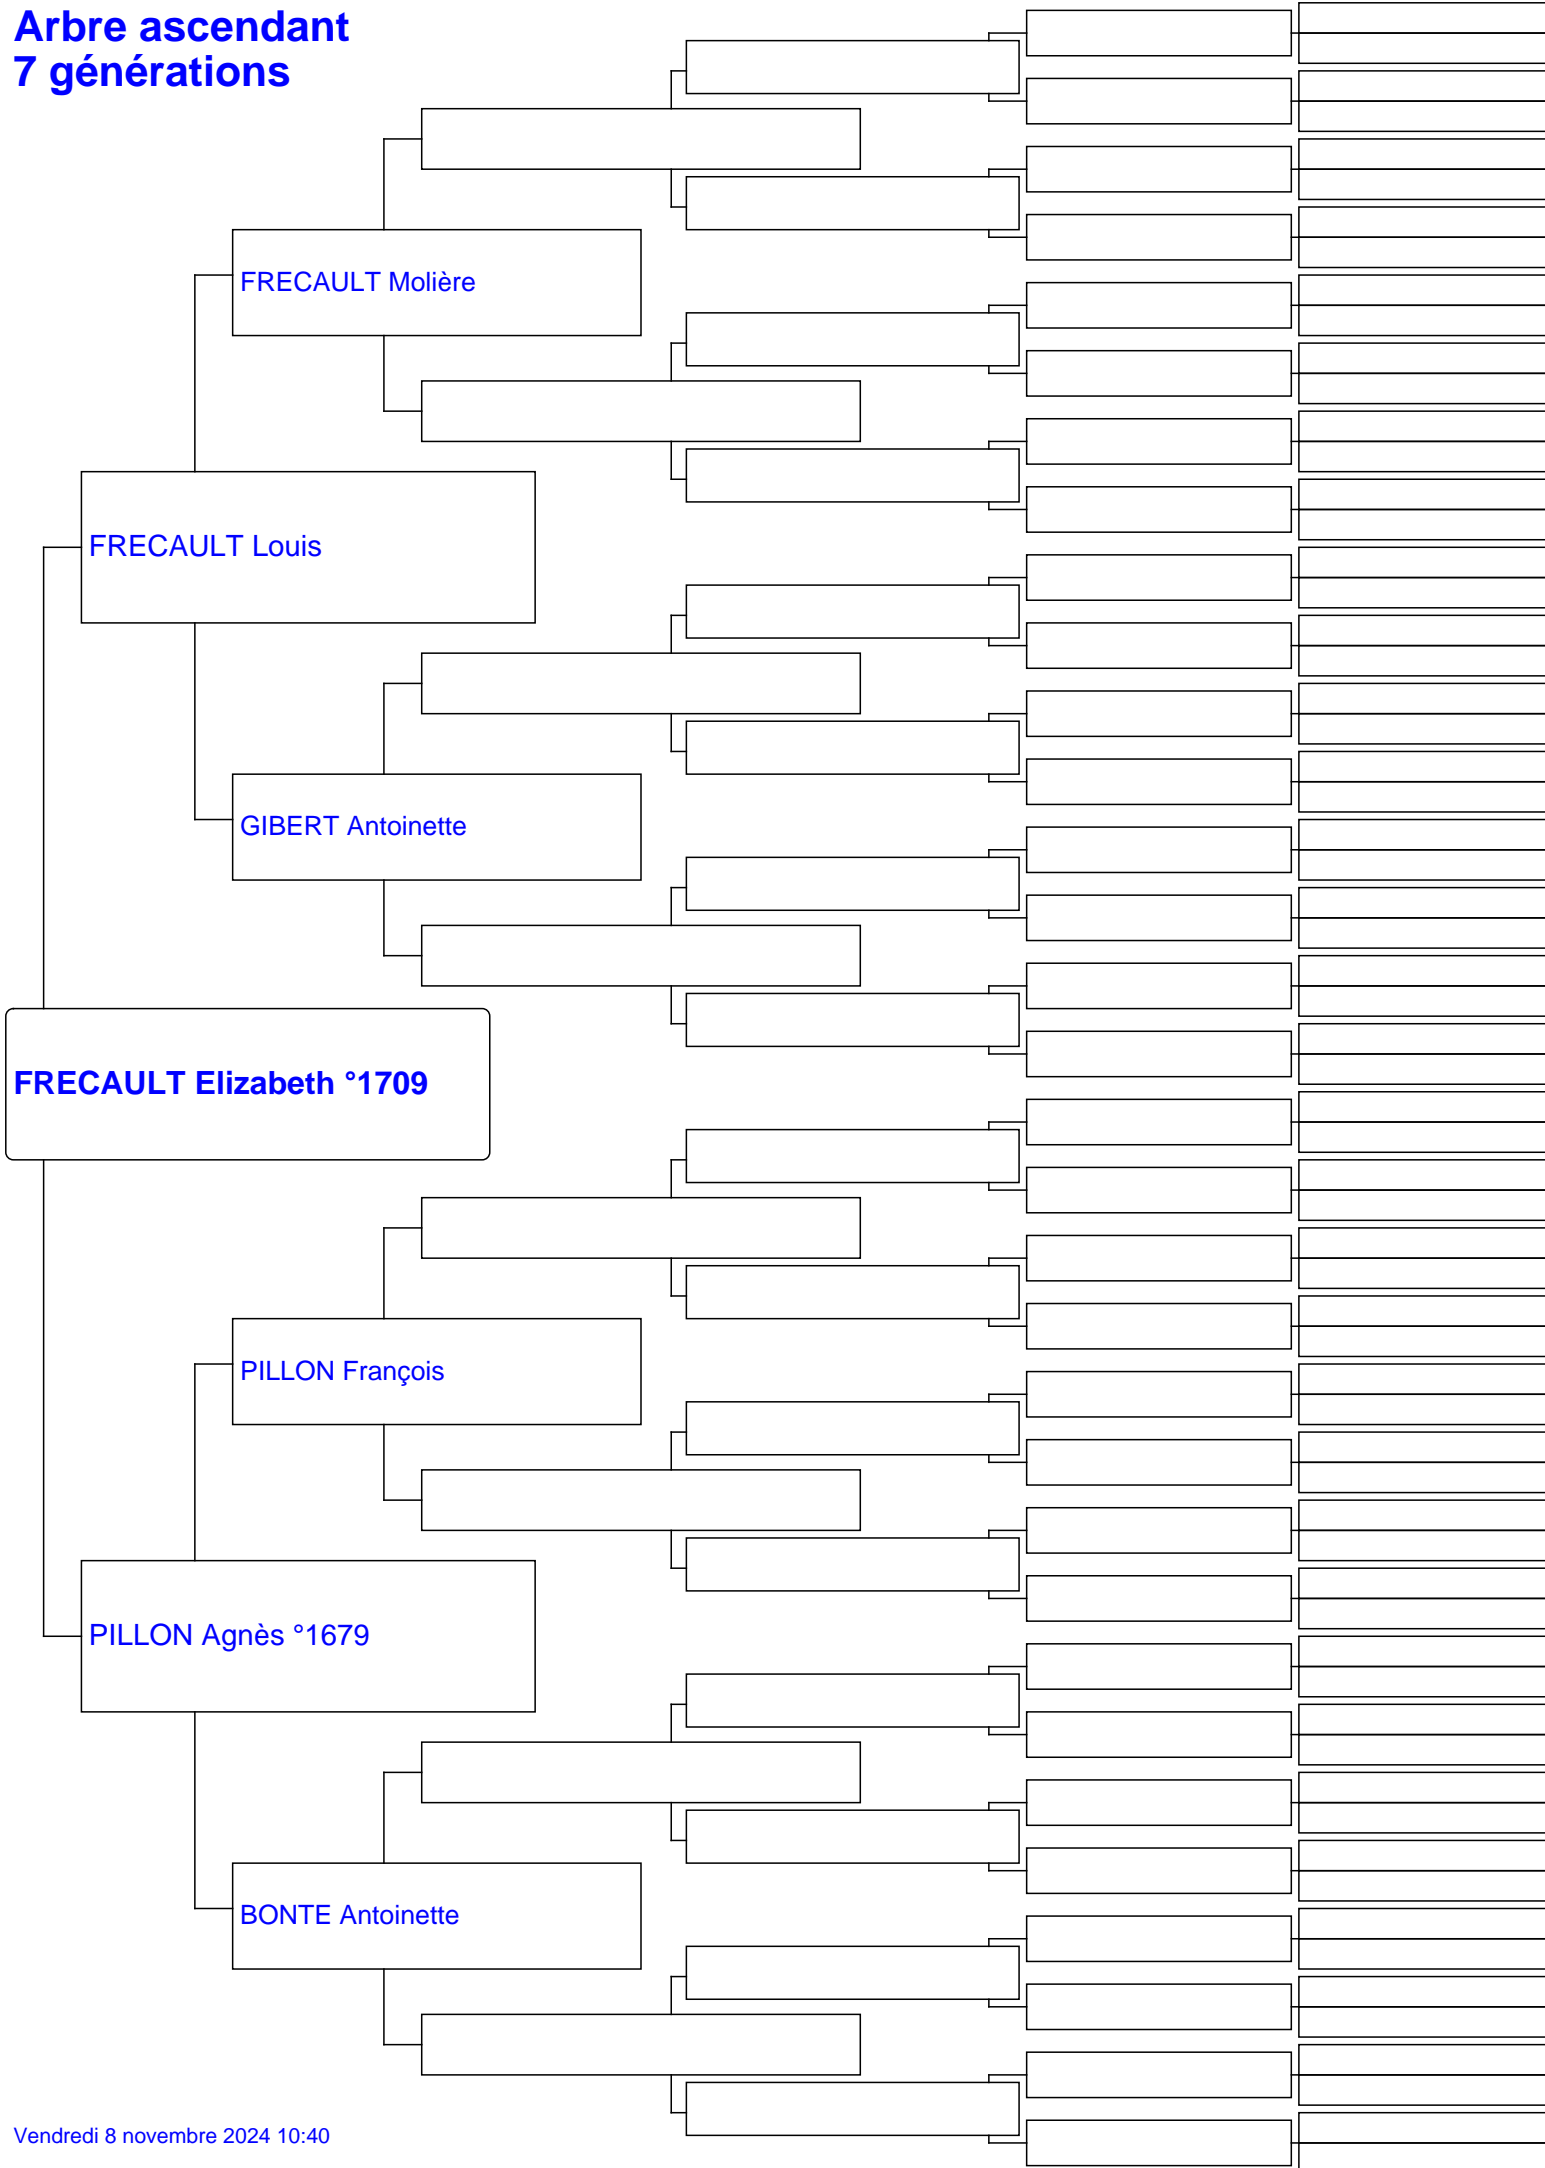 Arbre ascendant
7 générations
FRECAULT Molière
FRECAULT Louis
GIBERT Antoinette
FRECAULT Elizabeth °1709
PILLON François
PILLON Agnès °1679
BONTE Antoinette
Vendredi 8 novembre 2024 10:40